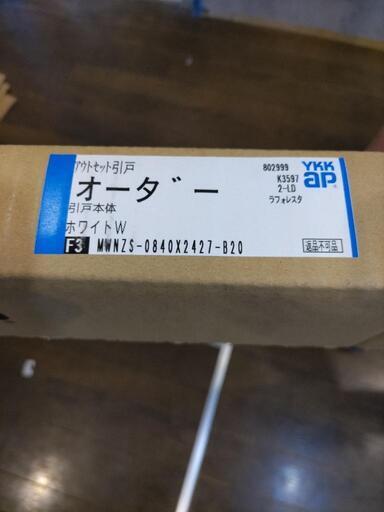 アウトセット引戸
オーダー
引戸本体
ホワイトW
F3 MWNZS-0840X2427-B20
802999
K3597
2-LD
ラフォレスタ
YKK
ap
返品不可品